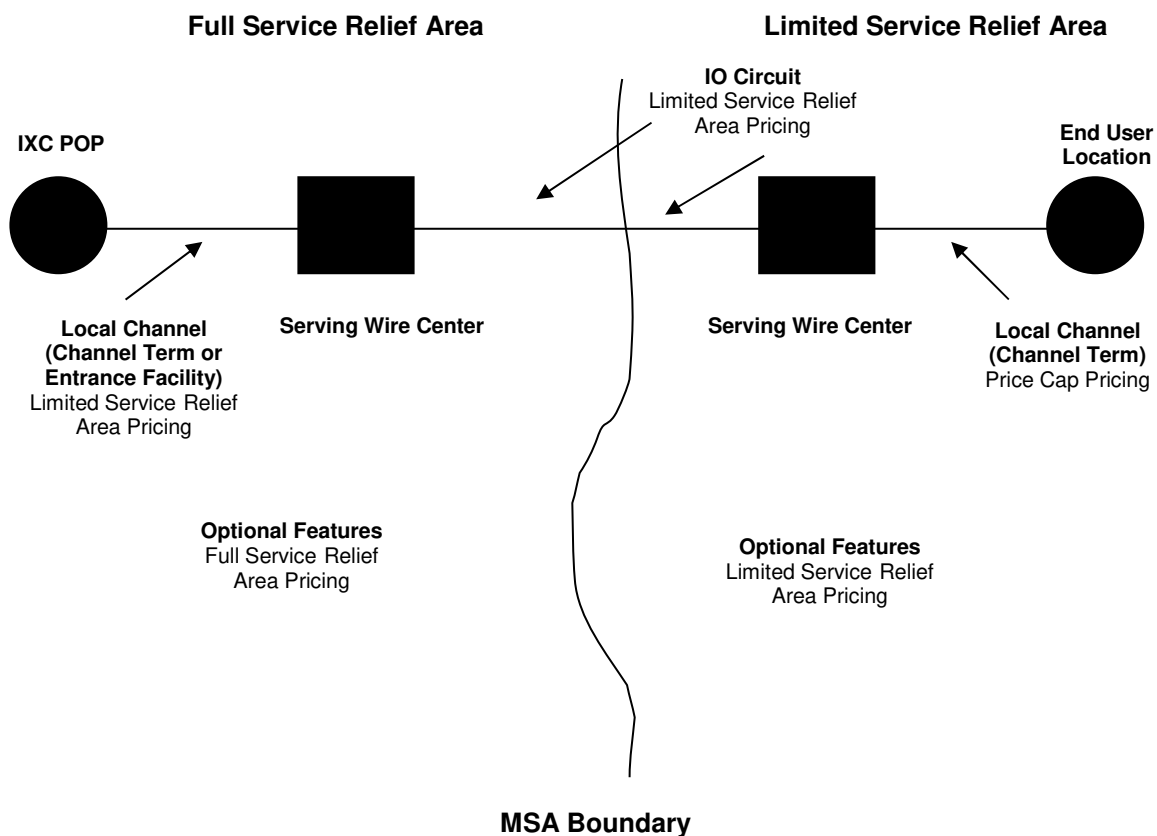 Full Service Relief Area
Limited Service Relief Area
IO Circuit
Limited Service Relief
Area Pricing
IXC POP
End User
Location
Serving Wire Center
Serving Wire Center
Local Channel
(Channel Term or
Entrance Facility)
Limited Service Relief
Area Pricing
Local Channel
(Channel Term)
Price Cap Pricing
Optional Features
Full Service Relief
Area Pricing
Optional Features
Limited Service Relief
Area Pricing
MSA Boundary